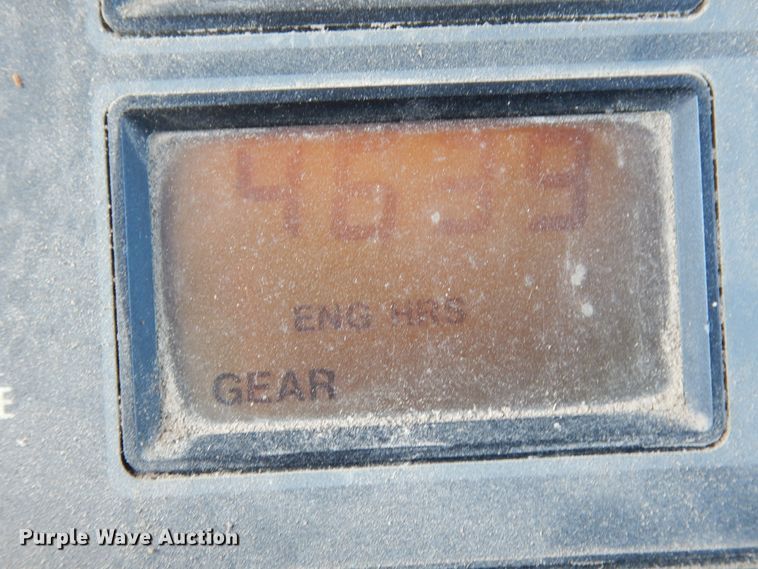 4639
ENG HRS
GEAR
E
Purple Wave Auction